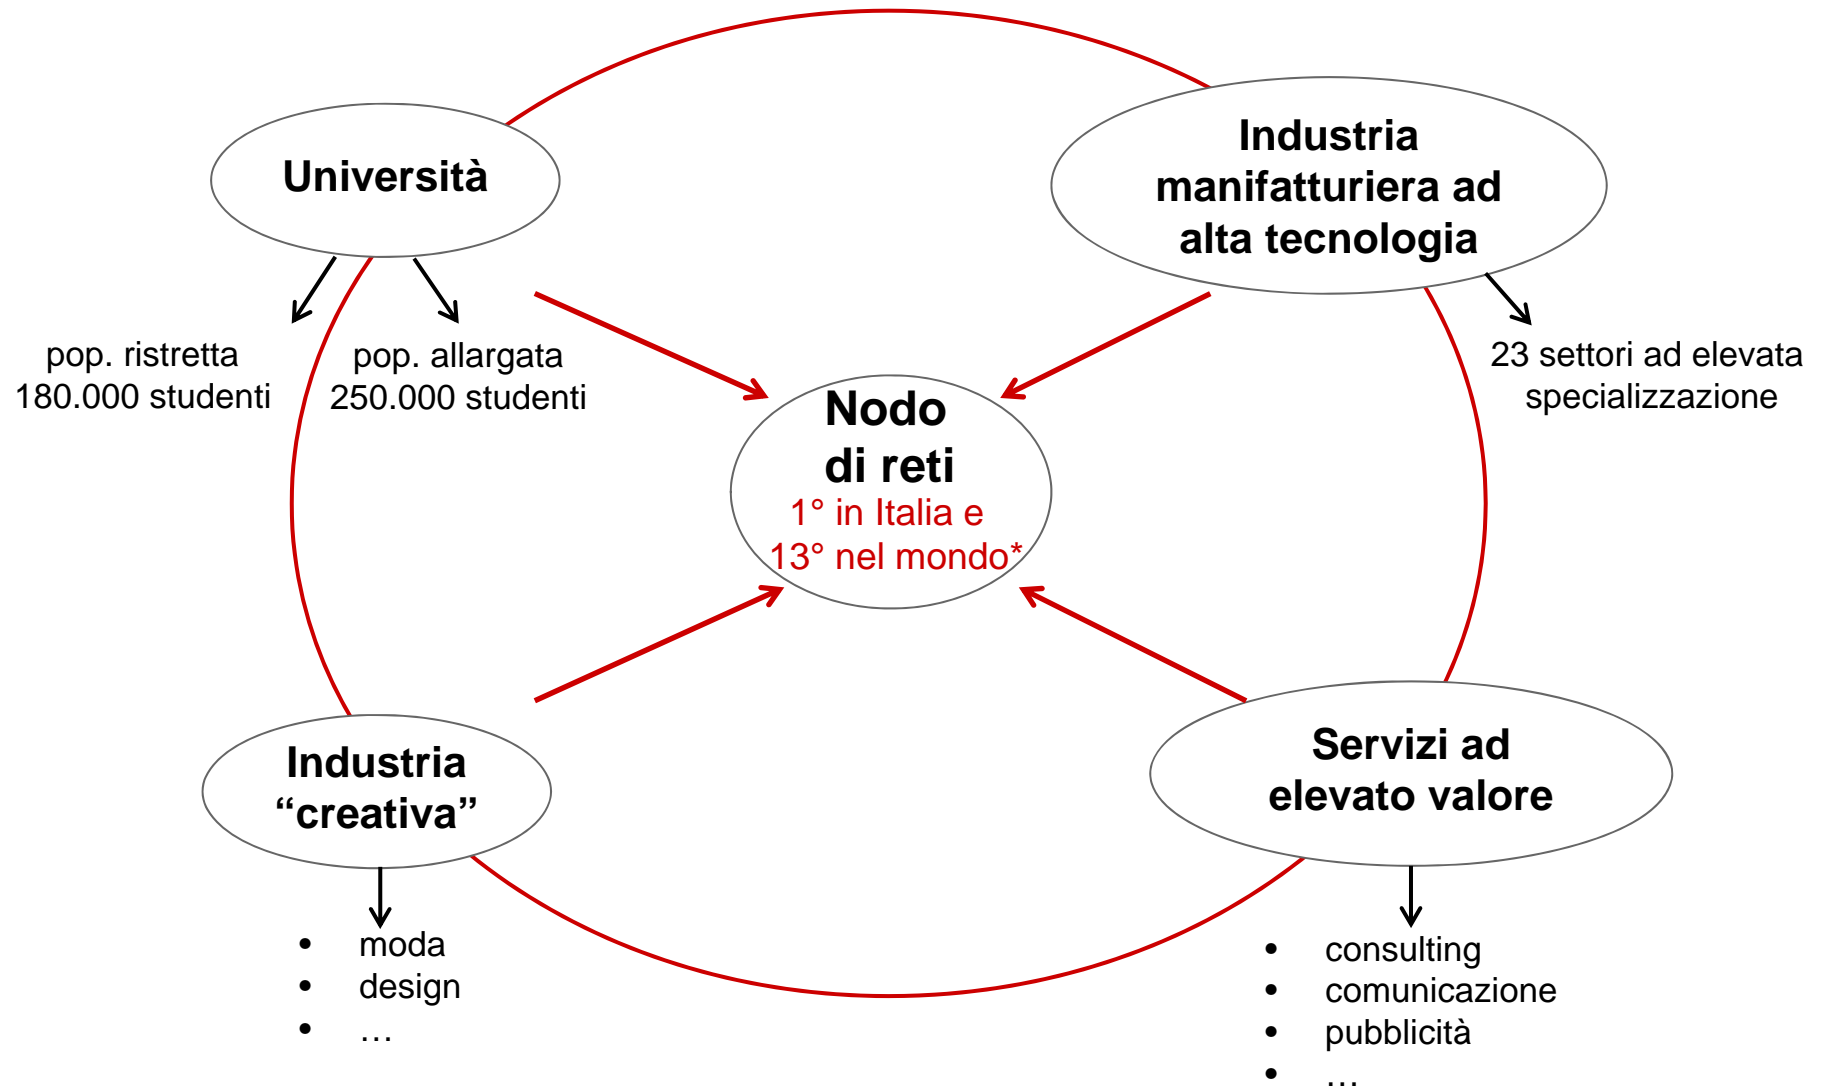 Università
Industria
manifatturiera ad
alta tecnologia
pop. ristretta
180.000 studenti
pop. allargata
250.000 studenti
23 settori ad elevata
specializzazione
Nodo
di reti
1° in Italia e
13° nel mondo*
Industria
“creativa”
Servizi ad
elevato valore
• moda
• design
• …
• consulting
• comunicazione
• pubblicità
• …